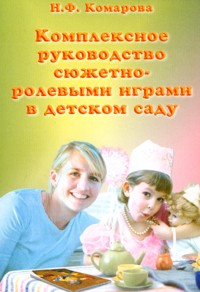 Н.Ф. Комарова
Комплексное
руководство
сюжетно-
ролевыми играми
в детском саду